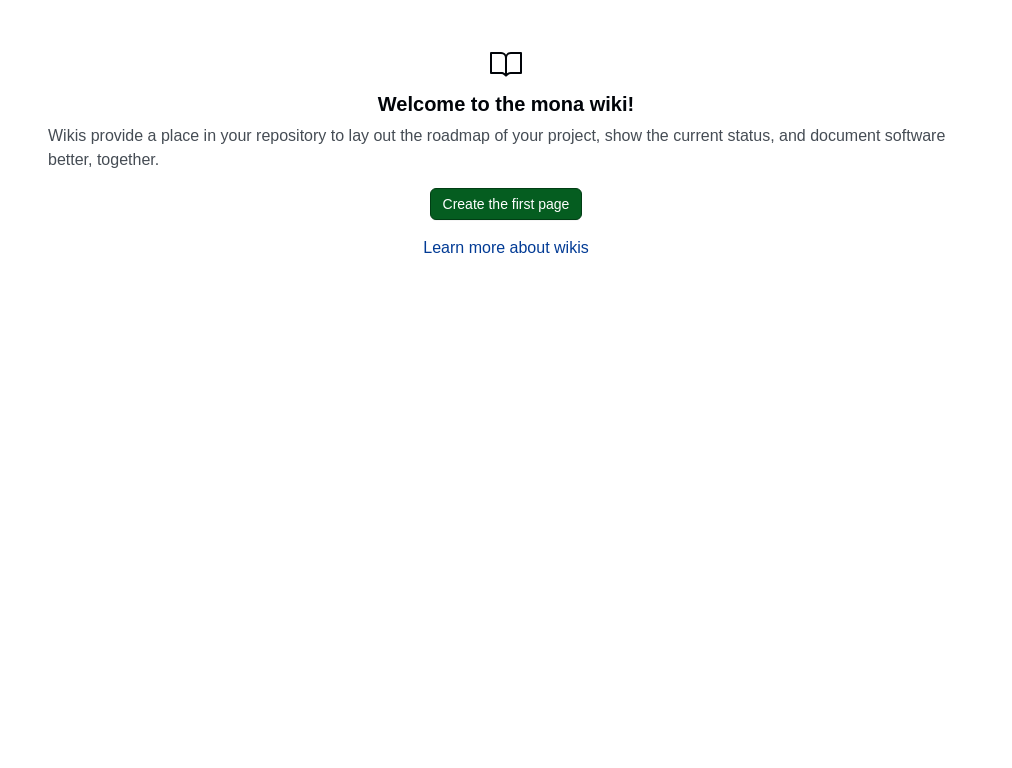 Welcome to the mona wiki!
Wikis provide a place in your repository to lay out the roadmap of your project, show the current status, and document software
better, together.
Create the first page
Learn more about wikis